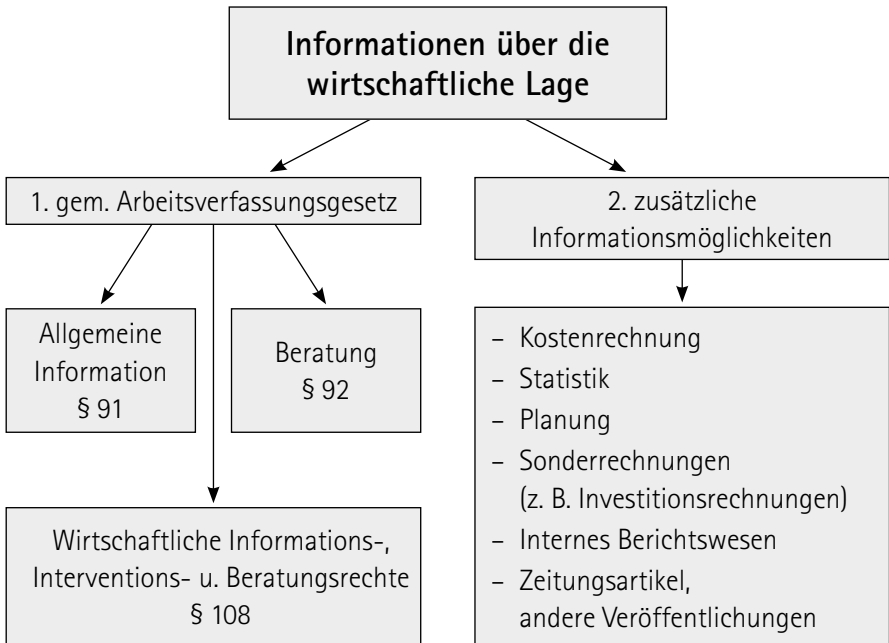 Informationen über die
wirtschaftliche Lage
1. gem. Arbeitsverfassungsgesetz
Allgemeine
Information
§ 91
Beratung
§ 92
Wirtschaftliche Informations-,
Interventions- u. Beratungsrechte
§ 108
2. zusätzliche
Informationsmöglichkeiten
– Kostenrechnung
– Statistik
– Planung
– Sonderrechnungen
(z. B. Investitionsrechnungen)
– Internes Berichtswesen
– Zeitungsartikel,
andere Veröffentlichungen